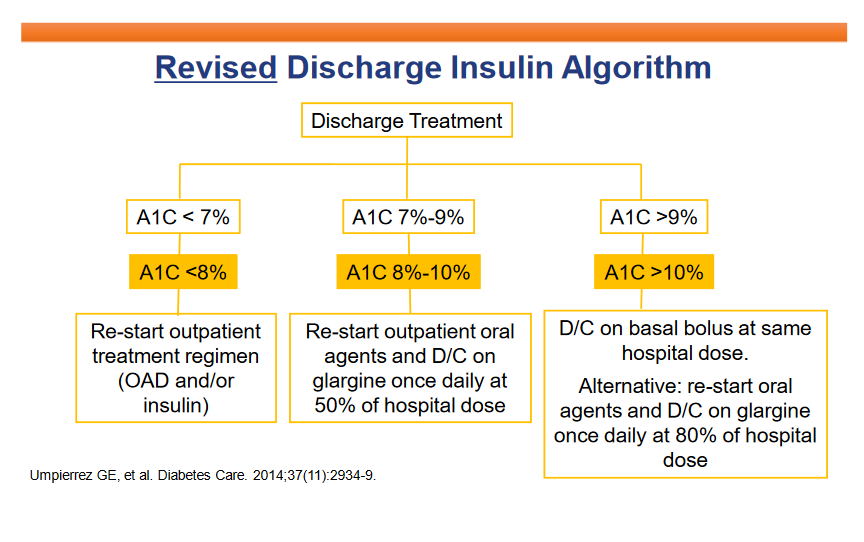 Revised Discharge Insulin Algorithm
Discharge Treatment
A1C < 7%
A1C 7%-9%
A1C >9%
A1C <8%
A1C 8%-10%
A1C >10%
Re-start outpatient
treatment regimen
(OAD and/or
insulin)
Re-start outpatient oral
agents and D/C on
glargine once daily at
50% of hospital dose
D/C on basal bolus at same
hospital dose.
Alternative: re-start oral
agents and D/C on glargine
once daily at 80% of hospital
dose
Umpierrez GE, et al. Diabetes Care. 2014;37(11):2934-9.